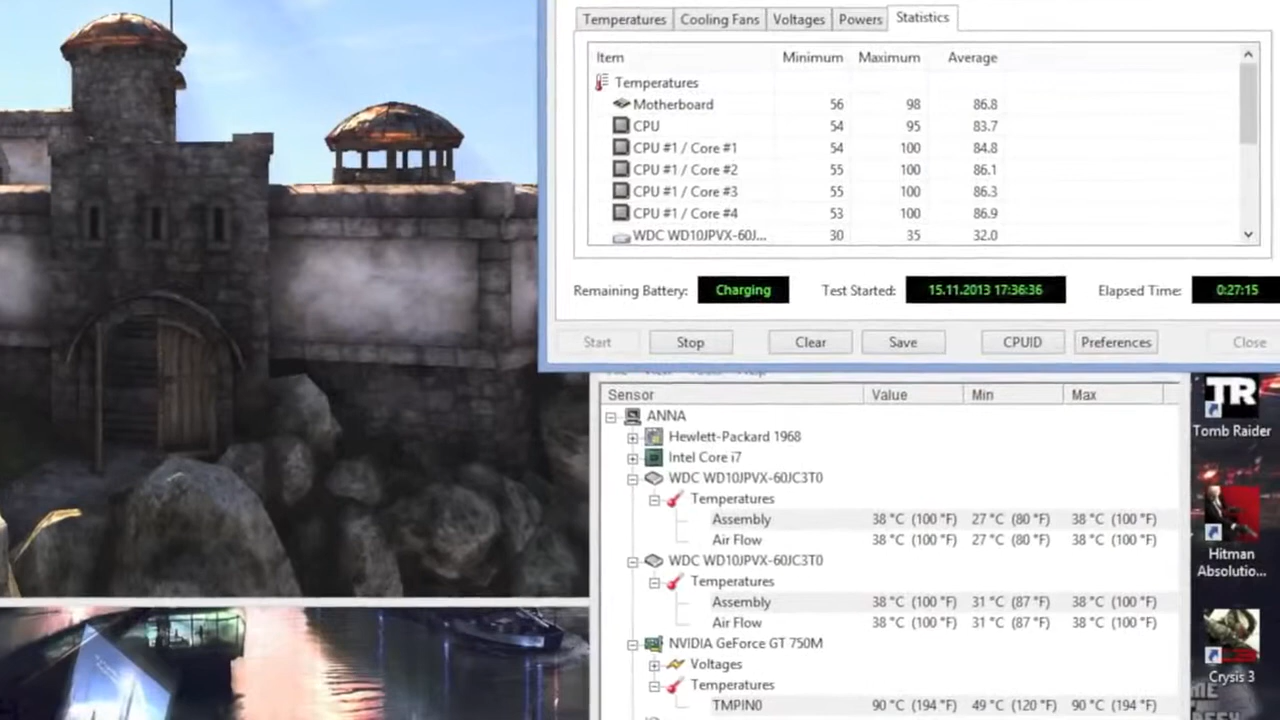 Temperatures Cooling Fans Voltages Powers Statistics
Item Minimum Maximum Average
Temperatures
Motherboard 56 98 86.8
CPU 54 95 83.7
CPU #1 / Core #1 54 100 84.8
CPU #1 / Core #2 55 100 86.1
CPU #1 / Core #3 55 100 86.3
CPU #1 / Core #4 53 100 86.9
WDC WD10JPVX-60J... 30 35 32.0
Remaining Battery: Charging Test Started: 15.11.2013 17:36:36 Elapsed Time: 0:27:15
Start Stop Clear Save CPUID Preferences Close
Sensor Value Min Max
ANNA
Hewlett-Packard 1968
Intel Core i7
WDC WD10JPVX-60JC3T0
Temperatures
Assembly 38 °C (100 °F) 27 °C (80 °F) 38 °C (100 °F)
Air Flow 38 °C (100 °F) 27 °C (80 °F) 38 °C (100 °F)
WDC WD10JPVX-60JC3T0
Temperatures
Assembly 38 °C (100 °F) 31 °C (87 °F) 38 °C (100 °F)
Air Flow 38 °C (100 °F) 31 °C (87 °F) 38 °C (100 °F)
NVIDIA GeForce GT 750M
Voltages
Temperatures
TMPIN0 90 °C (194 °F) 49 °C (120 °F) 90 °C (194 °F)
TR
Tomb Raider
Hitman
Absolutio...
Crysis 3